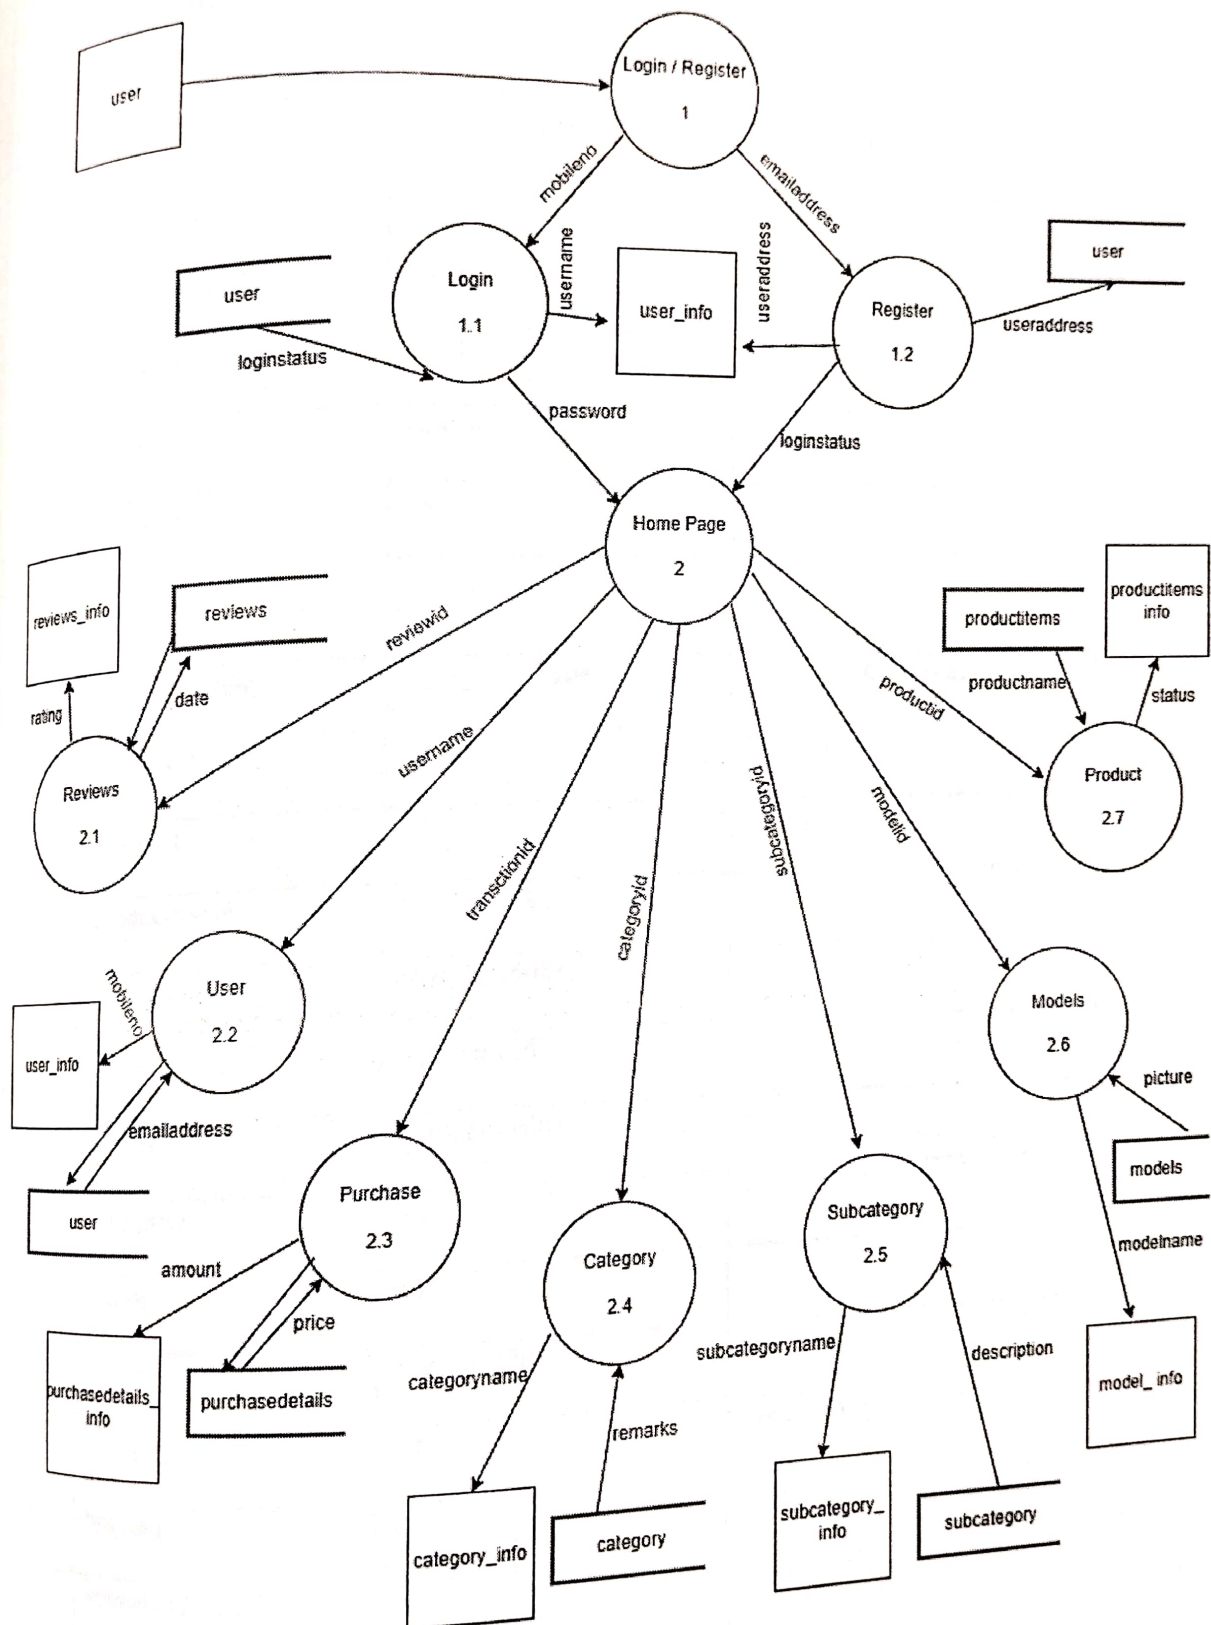 user
Login / Register
1
mobileno
emailaddress
user
loginstatus
Login
1.1
username
user_info
useraddress
Register
1.2
user
useraddress
password
loginstatus
Home Page
2
reviews_info
reviews
rating
date
Reviews
2.1
reviewid
username
transctionid
categoryid
subcategoryid
modelid
productid
productitems
productitems
info
productname
status
Product
2.7
User
2.2
mobileno
user_info
emailaddress
user
Models
2.6
picture
models
modelname
model_ info
Purchase
2.3
amount
price
purchasedetails_
info
purchasedetails
Category
2.4
categoryname
remarks
category_info
category
Subcategory
2.5
subcategoryname
description
subcategory_
info
subcategory